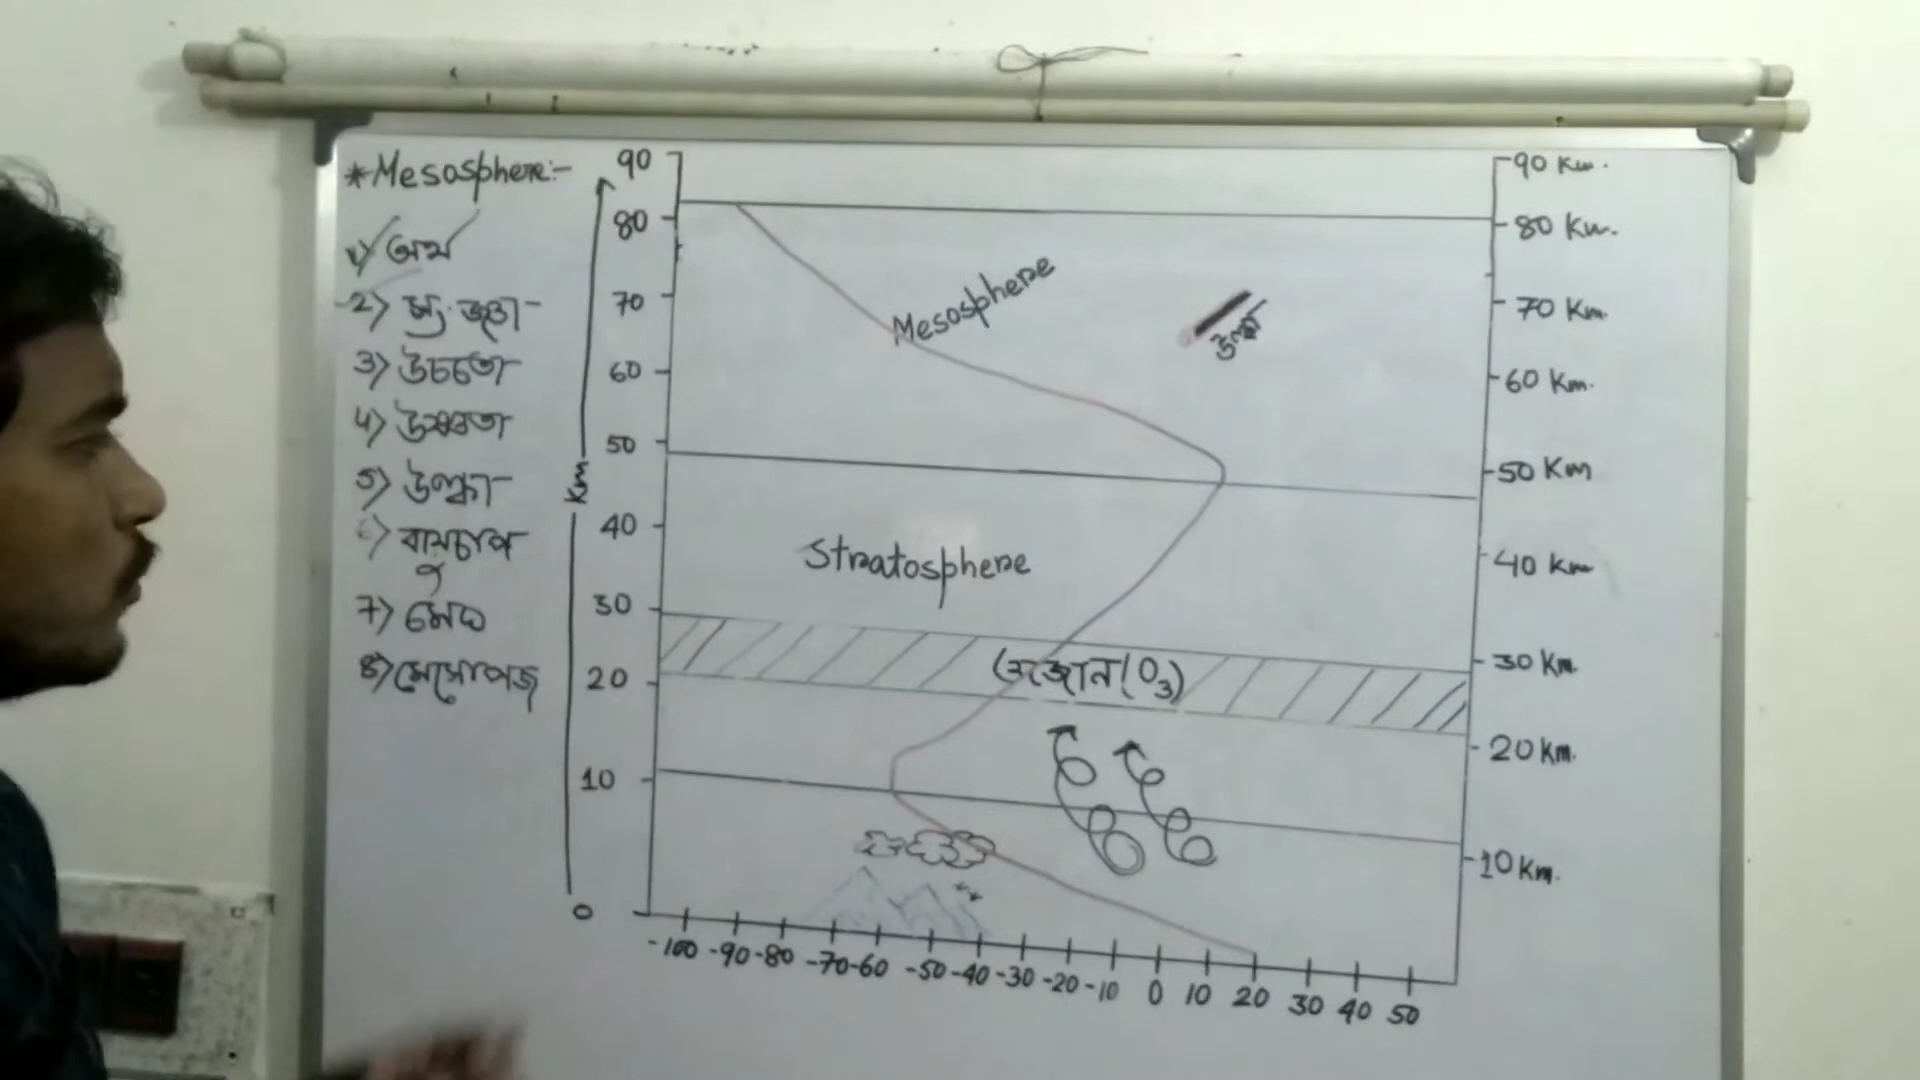 *Mesosphere:-
1) অর্থ
2) স্যু. জ্ঞা-
3) উচ্চতা
4) উষ্ণতা
5) উল্কা
6) বায়ুচাপ
7) মেঘ
8) মেসোপজ
Km
90
80
70
60
50
40
30
20
10
0
Mesosphere
উল্কা
Stratosphere
ওজোন (O3)
90 Km.
80 Km.
70 Km.
60 Km.
50 Km
40 Km
30 Km.
20 Km.
10 Km.
-100 -90 -80 -70 -60 -50 -40 -30 -20 -10 0 10 20 30 40 50